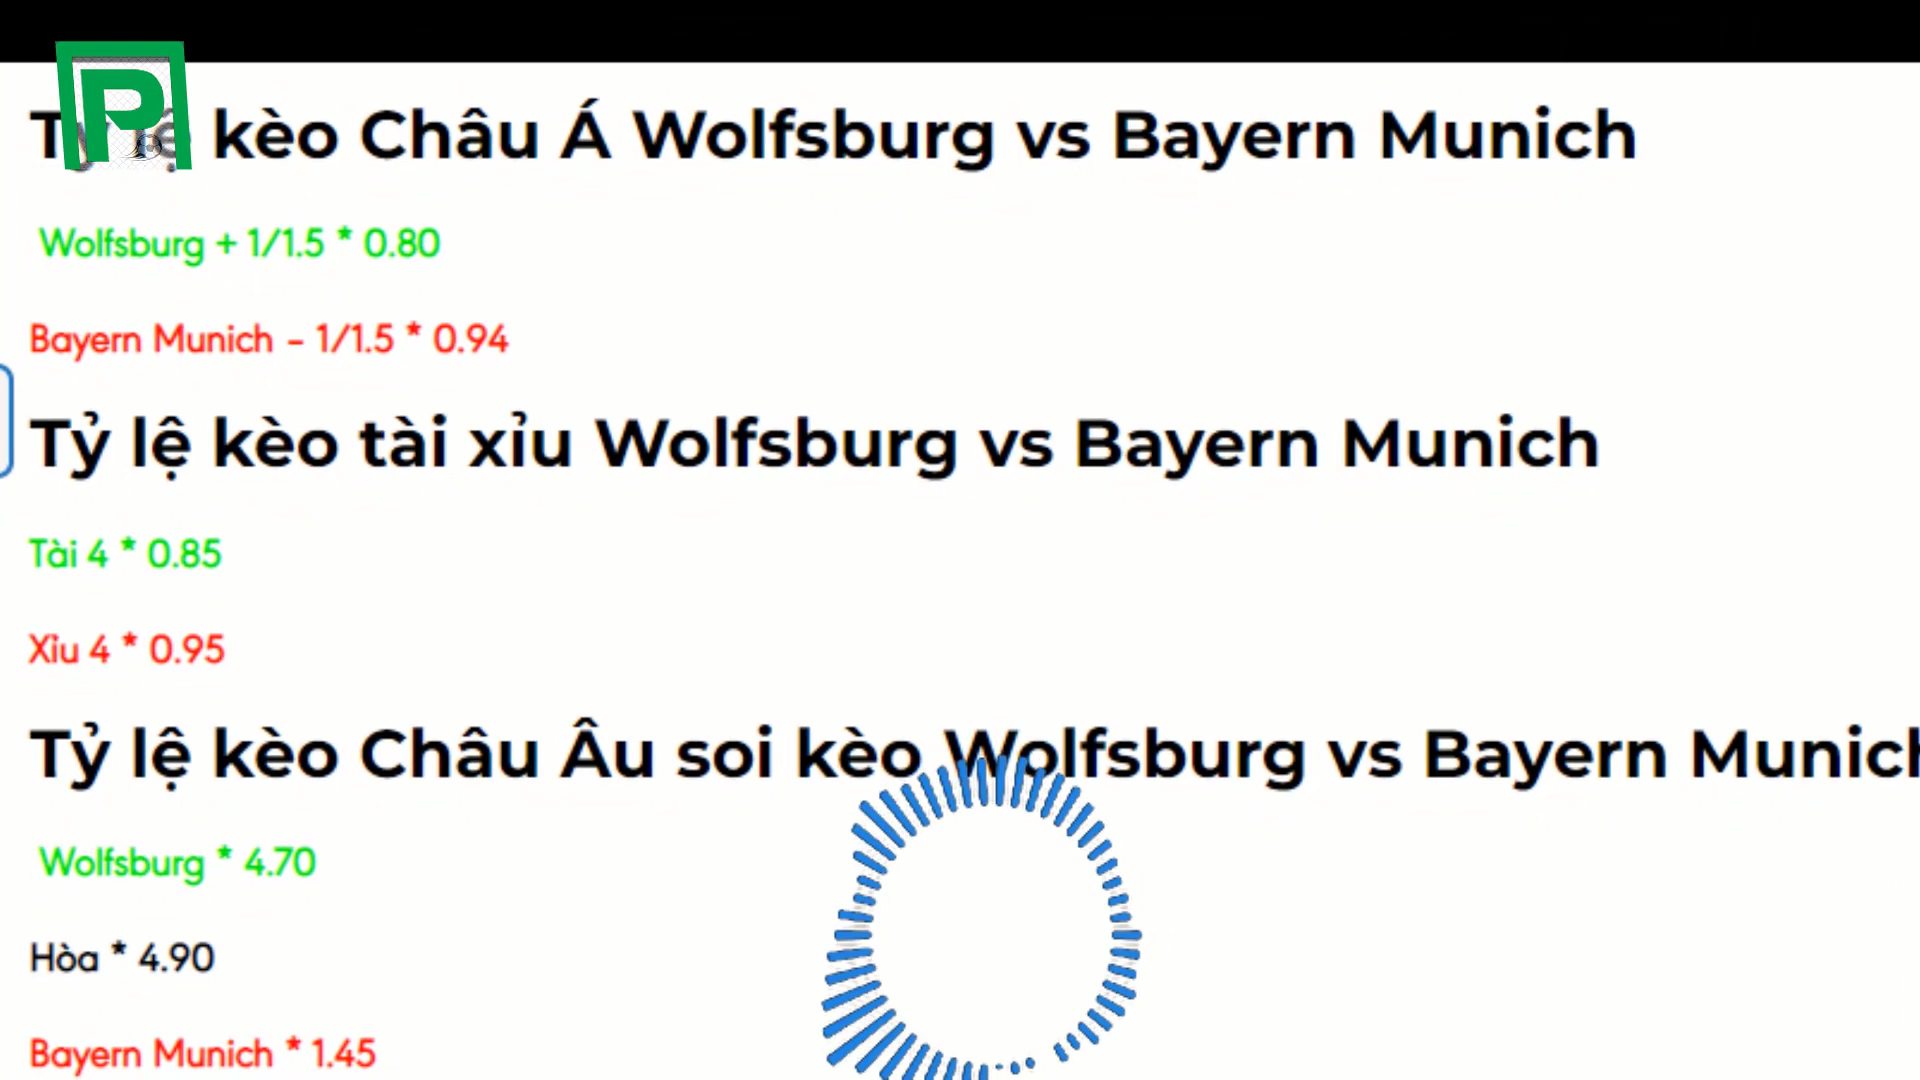 P
kèo Châu Á Wolfsburg vs Bayern Munich
Wolfsburg + 1/1.5 * 0.80
Bayern Munich - 1/1.5 * 0.94
Tỷ lệ kèo tài xỉu Wolfsburg vs Bayern Munich
Tài 4 * 0.85
Xỉu 4 * 0.95
Tỷ lệ kèo Châu Âu soi kèo Wolfsburg vs Bayern Munich
Wolfsburg * 4.70
Hòa * 4.90
Bayern Munich * 1.45